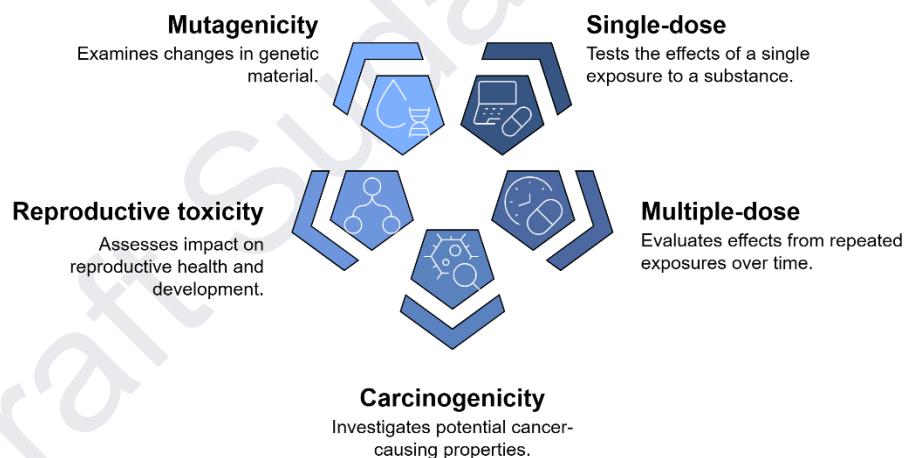 Mutagenicity
Examines changes in genetic
material.
Single-dose
Tests the effects of a single
exposure to a substance.
Reproductive toxicity
Assesses impact on
reproductive health and
development.
Multiple-dose
Evaluates effects from repeated
exposures over time.
Carcinogenicity
Investigates potential cancer-
causing properties.